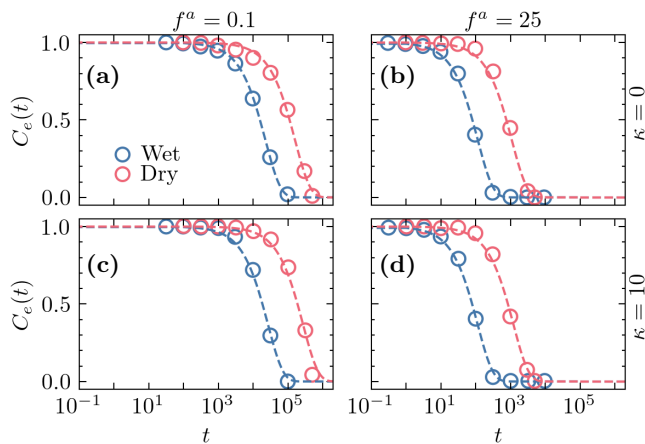 f^a = 0.1 f^a = 25
1.0 (a) (b)
C_e(t) 0.5 κ = 0
Wet
Dry
0.0
1.0
(c) (d)
C_e(t) 0.5 κ = 10
0.0
10^−1 10^1 10^3 10^5 10^−1 10^1 10^3 10^5
t t